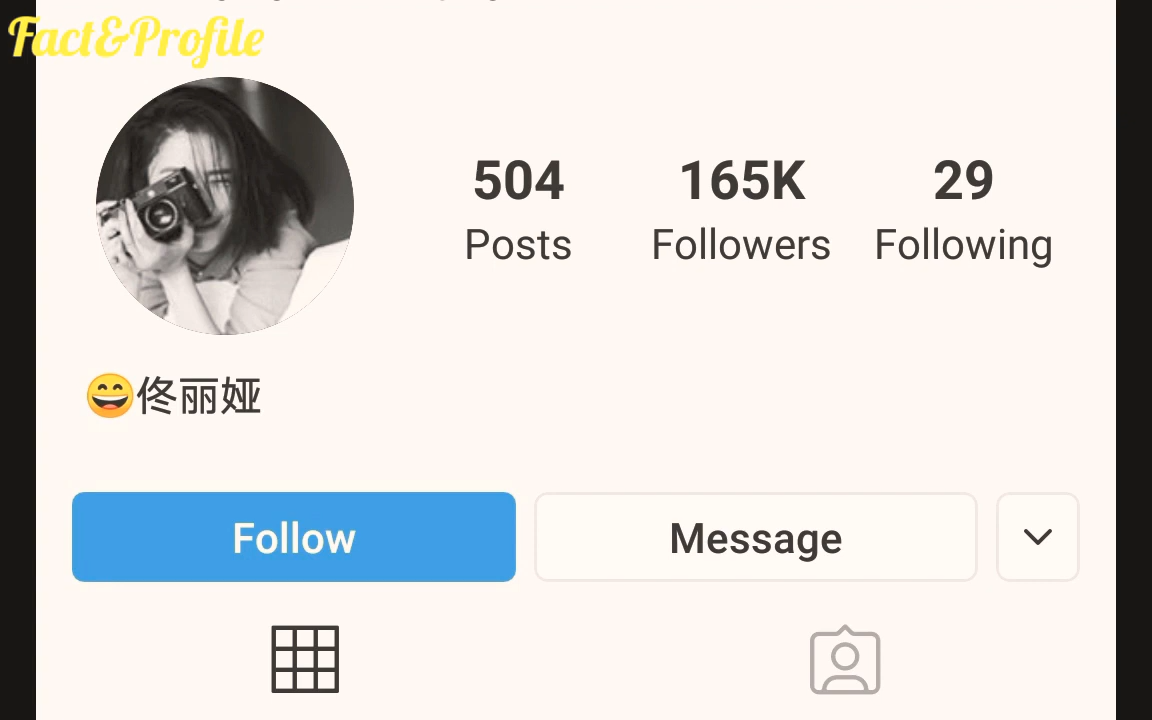 Fact&Profile
504 165K 29
Posts Followers Following
😄佟丽娅
Follow Message